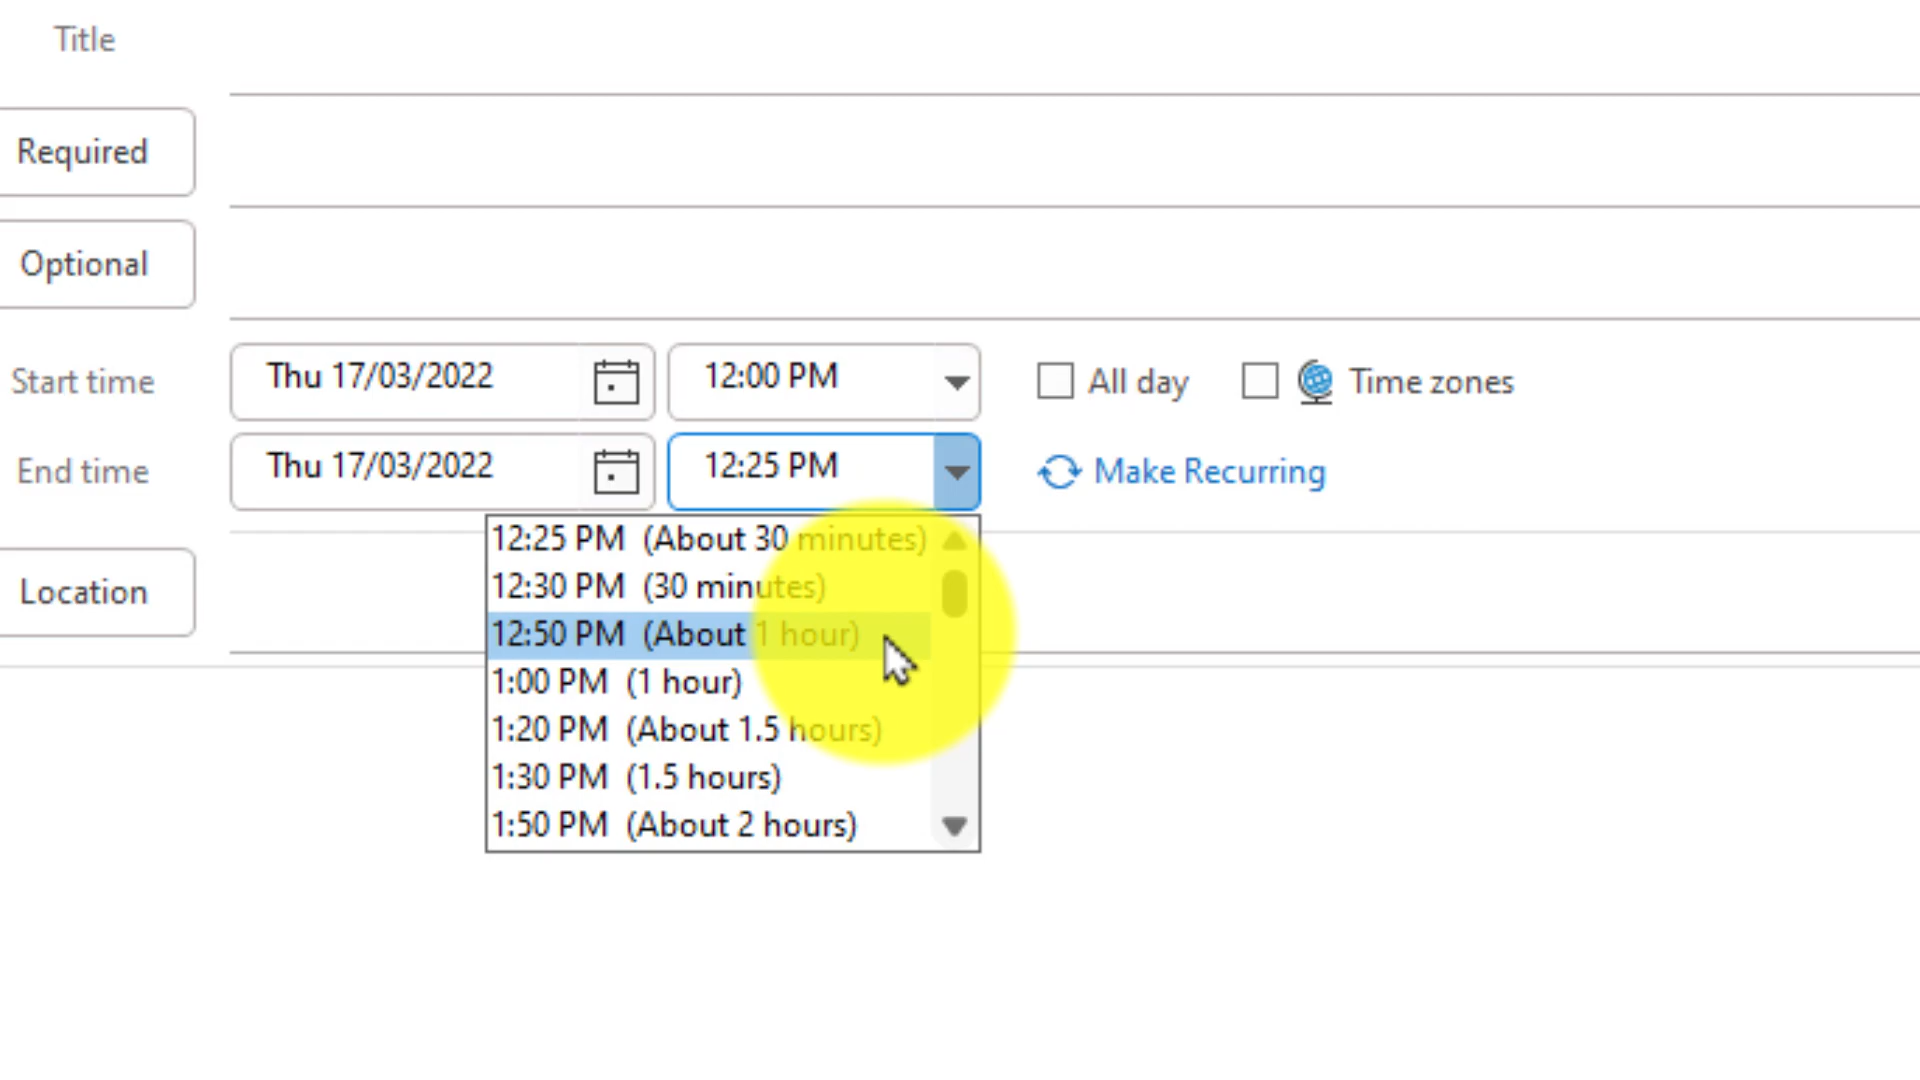 Title
Required
Optional
Start time Thu 17/03/2022 12:00 PM All day Time zones
End time Thu 17/03/2022 12:25 PM Make Recurring
12:25 PM (About 30 minutes)
12:30 PM (30 minutes)
Location
12:50 PM (About 1 hour)
1:00 PM (1 hour)
1:20 PM (About 1.5 hours)
1:30 PM (1.5 hours)
1:50 PM (About 2 hours)